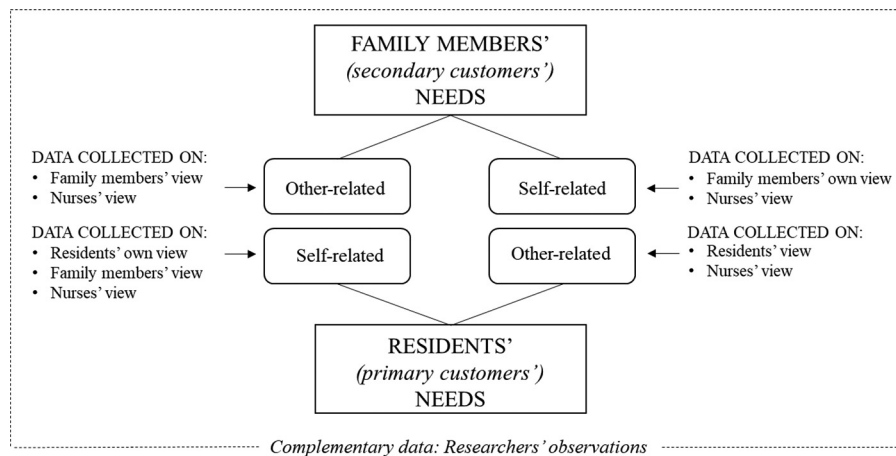 FAMILY MEMBERS’
(secondary customers’)
NEEDS
DATA COLLECTED ON:
• Family members’ view
• Nurses’ view
Other-related
Self-related
DATA COLLECTED ON:
• Family members’ own view
• Nurses’ view
DATA COLLECTED ON:
• Residents’ own view
• Family members’ view
• Nurses’ view
Self-related
Other-related
DATA COLLECTED ON:
• Residents’ view
• Nurses’ view
RESIDENTS’
(primary customers’)
NEEDS
Complementary data: Researchers’ observations